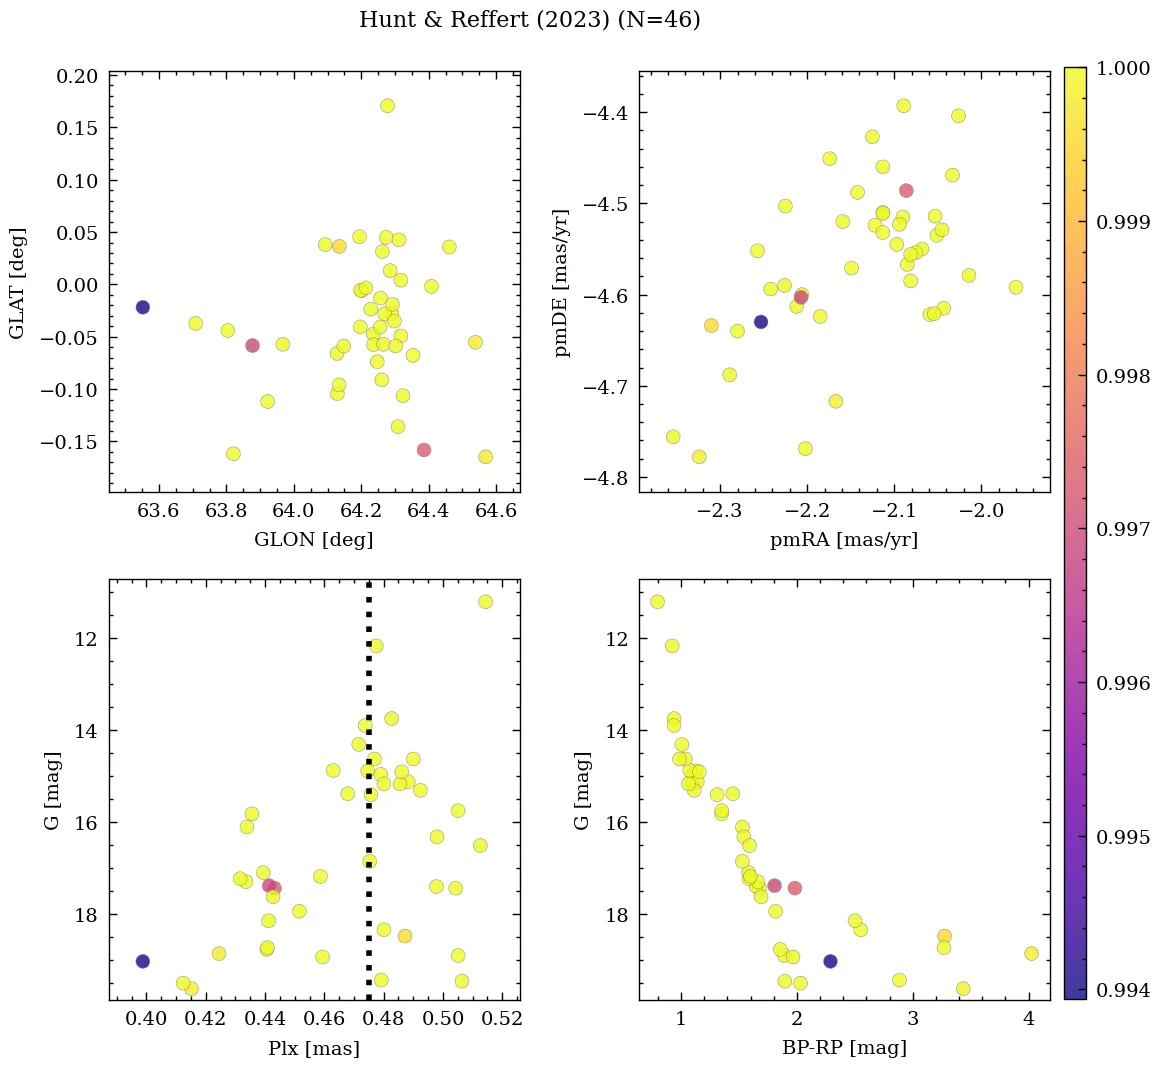 Hunt & Reffert (2023) (N=46)
0.20
0.15
0.10
0.05
0.00
−0.05
−0.10
−0.15
GLAT [deg]
63.6 63.8 64.0 64.2 64.4 64.6
GLON [deg]
−4.4
−4.5
−4.6
−4.7
−4.8
pmDE [mas/yr]
−2.3 −2.2 −2.1 −2.0
pmRA [mas/yr]
12
14
16
18
G [mag]
0.40 0.42 0.44 0.46 0.48 0.50 0.52
Plx [mas]
12
14
16
18
G [mag]
1 2 3 4
BP-RP [mag]
1.000
0.999
0.998
0.997
0.996
0.995
0.994